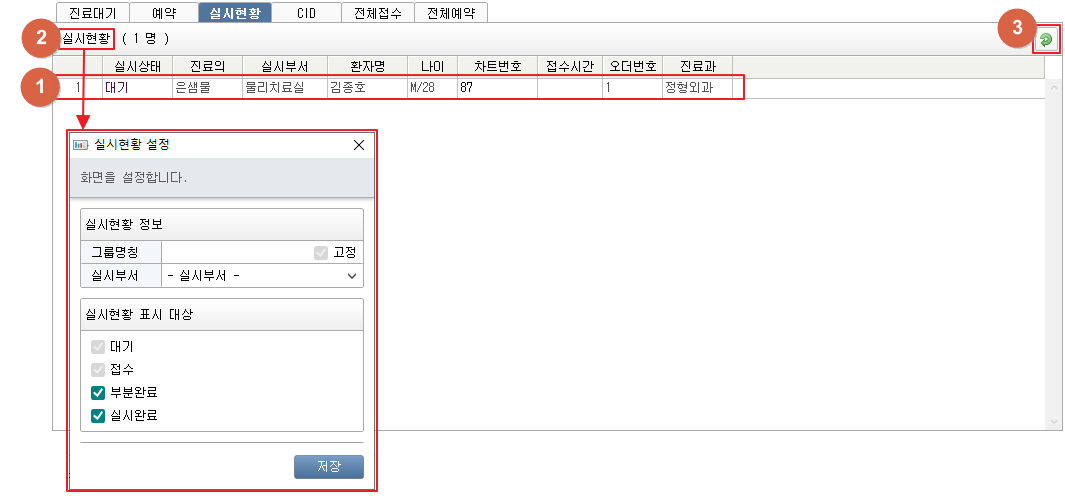 진료대기 예약 실시현황 CID 전체접수 전체예약
2 실시현황 ( 1 명 ) 3
실시상태 진료의 실시부서 환자명 나이 차트번호 접수시간 오더번호 진료과
1 1 대기 은샘물 물리치료실 김종호 M/28 87 1 정형외과
실시현황 설정
화면을 설정합니다.
실시현황 정보
그룹명칭 고정
실시부서 - 실시부서 -
실시현황 표시 대상
대기
접수
부분완료
실시완료
저장